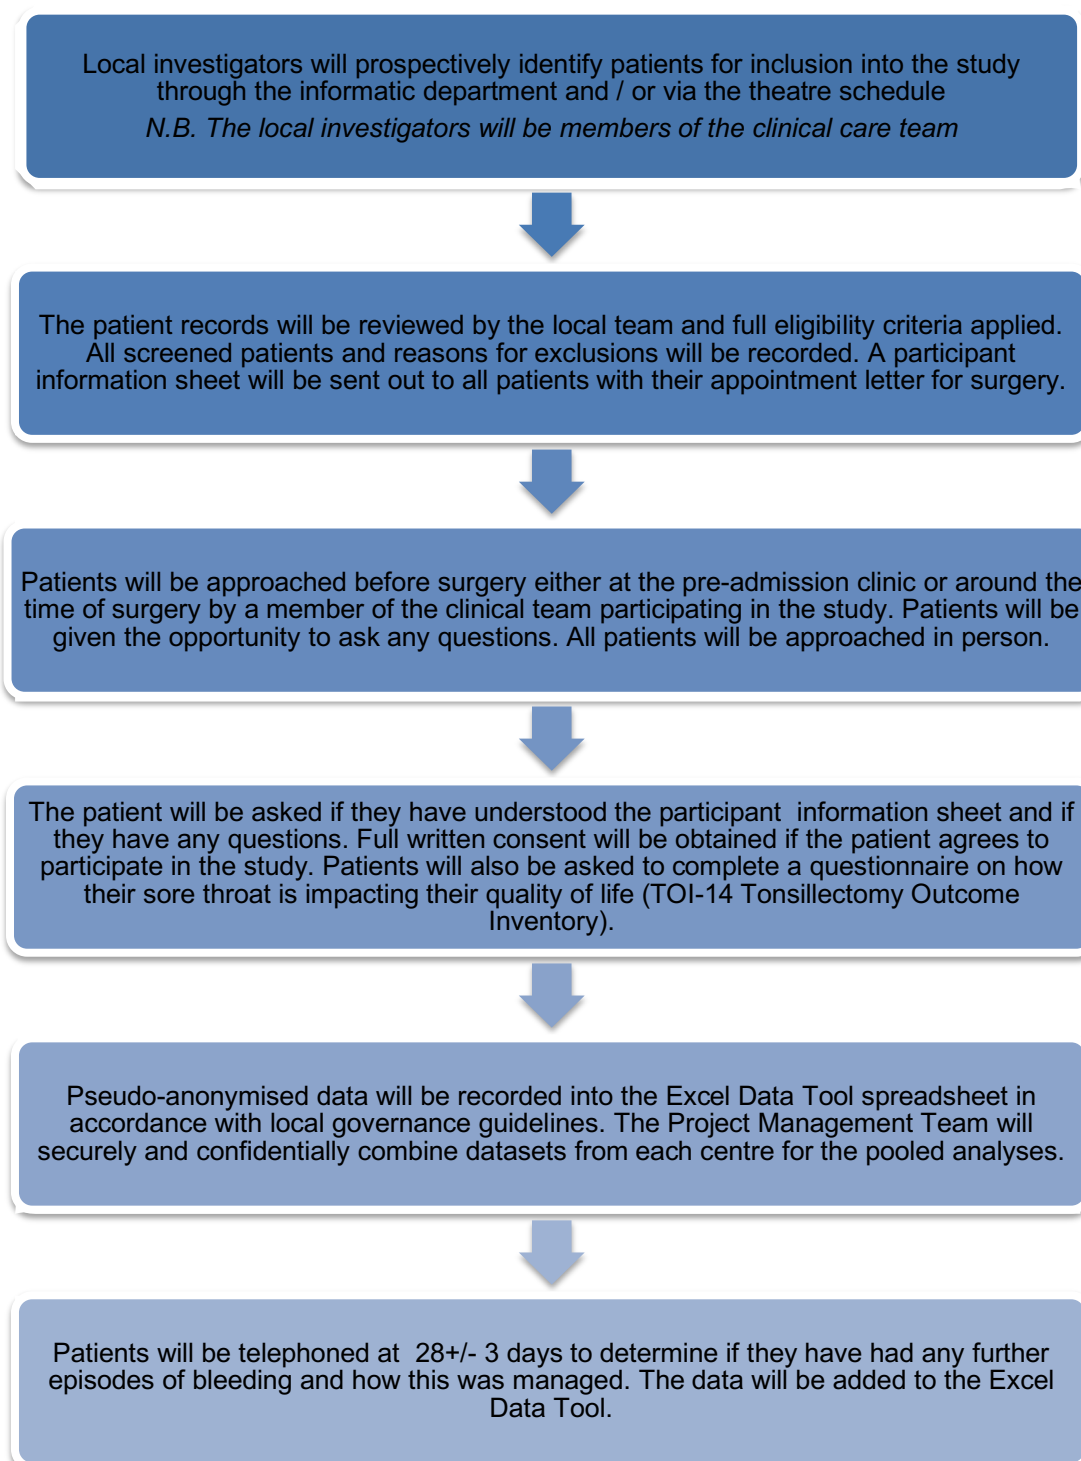 Local investigators will prospectively identify patients for inclusion into the study
through the informatic department and / or via the theatre schedule
N.B. The local investigators will be members of the clinical care team
The patient records will be reviewed by the local team and full eligibility criteria applied.
All screened patients and reasons for exclusions will be recorded. A participant
information sheet will be sent out to all patients with their appointment letter for surgery.
Patients will be approached before surgery either at the pre-admission clinic or around the
time of surgery by a member of the clinical team participating in the study. Patients will be
given the opportunity to ask any questions. All patients will be approached in person.
The patient will be asked if they have understood the participant  information sheet and if
they have any questions. Full written consent will be obtained if the patient agrees to
participate in the study. Patients will also be asked to complete a questionnaire on how
their sore throat is impacting their quality of life (TOI-14 Tonsillectomy Outcome
Inventory).
Pseudo-anonymised data will be recorded into the Excel Data Tool spreadsheet in
accordance with local governance guidelines. The Project Management Team will
securely and confidentially combine datasets from each centre for the pooled analyses.
Patients will be telephoned at  28+/- 3 days to determine if they have had any further
episodes of bleeding and how this was managed. The data will be added to the Excel
Data Tool.